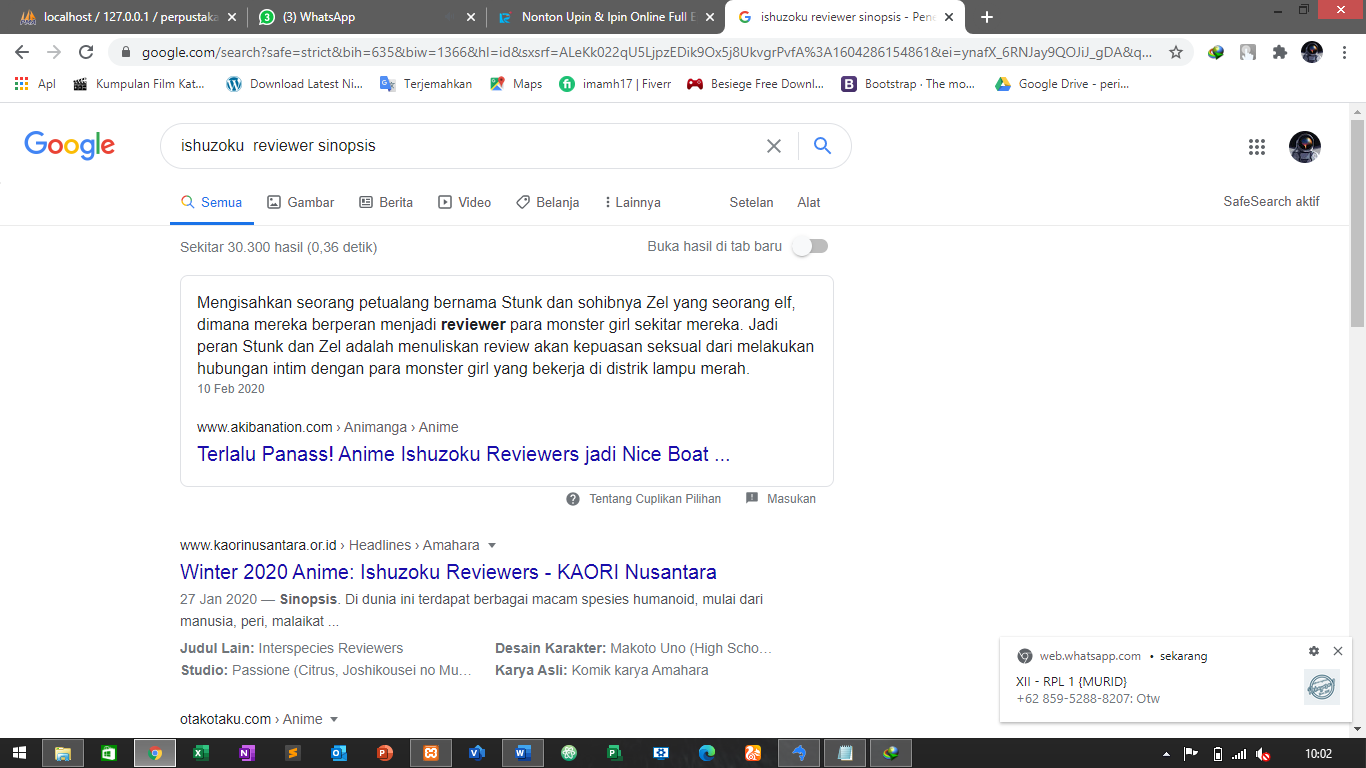 localhost / 127.0.0.1 / perpustaka
(3) WhatsApp
Nonton Upin & Ipin Online Full E
ishuzoku reviewer sinopsis - Pene
google.com/search?safe=strict&bih=635&biw=1366&hl=id&sxsrf=ALeKk022qU5LjpzEDik9Ox5j8UkvgrPvfA%3A1604286154861&ei=ynafX_6RNJay9QOJiJ_gDA&q...
Apl
Kumpulan Film Kat...
Download Latest Ni...
Terjemahkan
Maps
imamh17 | Fiverr
Besiege Free Downl...
Bootstrap · The mo...
Google Drive - peri...
Google
ishuzoku  reviewer sinopsis
Semua
Gambar
Berita
Video
Belanja
Lainnya
Setelan
Alat
SafeSearch aktif
Sekitar 30.300 hasil (0,36 detik)
Buka hasil di tab baru
Mengisahkan seorang petualang bernama Stunk dan sohibnya Zel yang seorang elf,
dimana mereka berperan menjadi reviewer para monster girl sekitar mereka. Jadi
peran Stunk dan Zel adalah menuliskan review akan kepuasan seksual dari melakukan
hubungan intim dengan para monster girl yang bekerja di distrik lampu merah.
10 Feb 2020
www.akibanation.com › Animanga › Anime
Terlalu Panass! Anime Ishuzoku Reviewers jadi Nice Boat ...
Tentang Cuplikan Pilihan
Masukan
www.kaorinusantara.or.id › Headlines › Amahara
Winter 2020 Anime: Ishuzoku Reviewers - KAORI Nusantara
27 Jan 2020 — Sinopsis. Di dunia ini terdapat berbagai macam spesies humanoid, mulai dari
manusia, peri, malaikat ...
Judul Lain: Interspecies Reviewers
Desain Karakter: Makoto Uno (High Scho…
Studio: Passione (Citrus, Joshikousei no Mu…
Karya Asli: Komik karya Amahara
otakotaku.com › Anime
web.whatsapp.com • sekarang
XII - RPL 1 {MURID}
+62 859-5288-8207: Otw
10:02